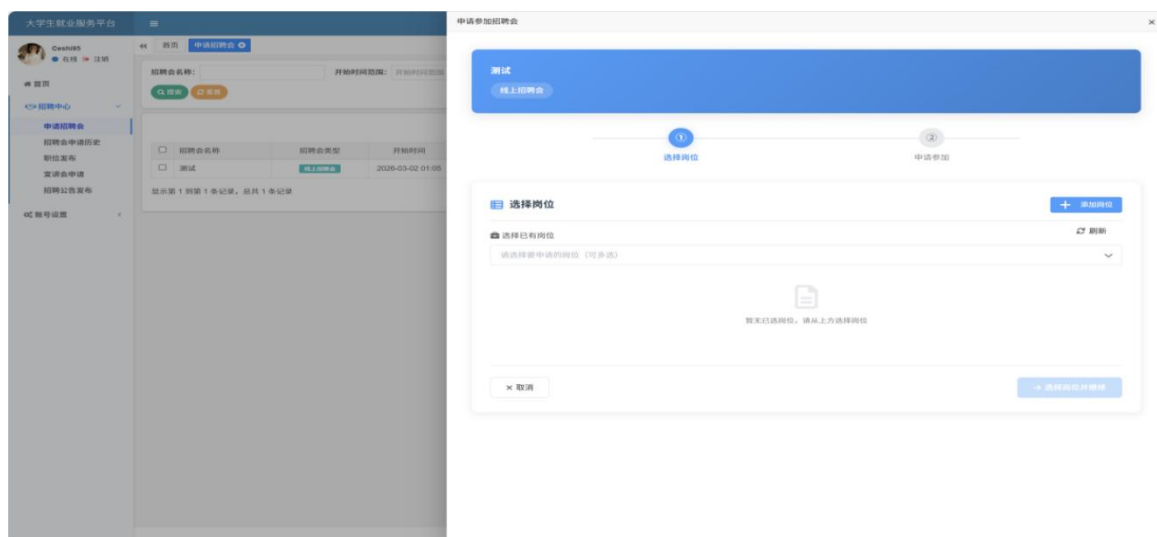 大学生就业服务平台
Ceshi85
在线 注销
首页
招聘中心
申请招聘会
招聘会申请历史
职位发布
宣讲会申请
招聘公告发布
账号设置
首页 申请招聘会
招聘会名称: 开始时间范围: 开始时间范围
搜索 重置
招聘会名称 招聘会类型 开始时间
测试 线上招聘会 2026-03-02 01:05
显示第 1 到第 1 条记录，总共 1 条记录
申请参加招聘会
测试
线上招聘会
① ②
选择岗位 申请参加
选择岗位 添加岗位
选择已有岗位 刷新
请选择要申请的岗位（可多选）
暂无已选岗位，请从上方选择岗位
取消